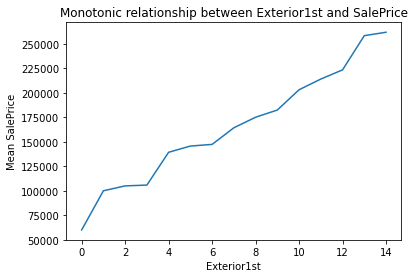 Monotonic relationship between Exterior1st and SalePrice
250000
225000
200000
175000
150000
125000
100000
75000
50000
Mean SalePrice
0 2 4 6 8 10 12 14
Exterior1st